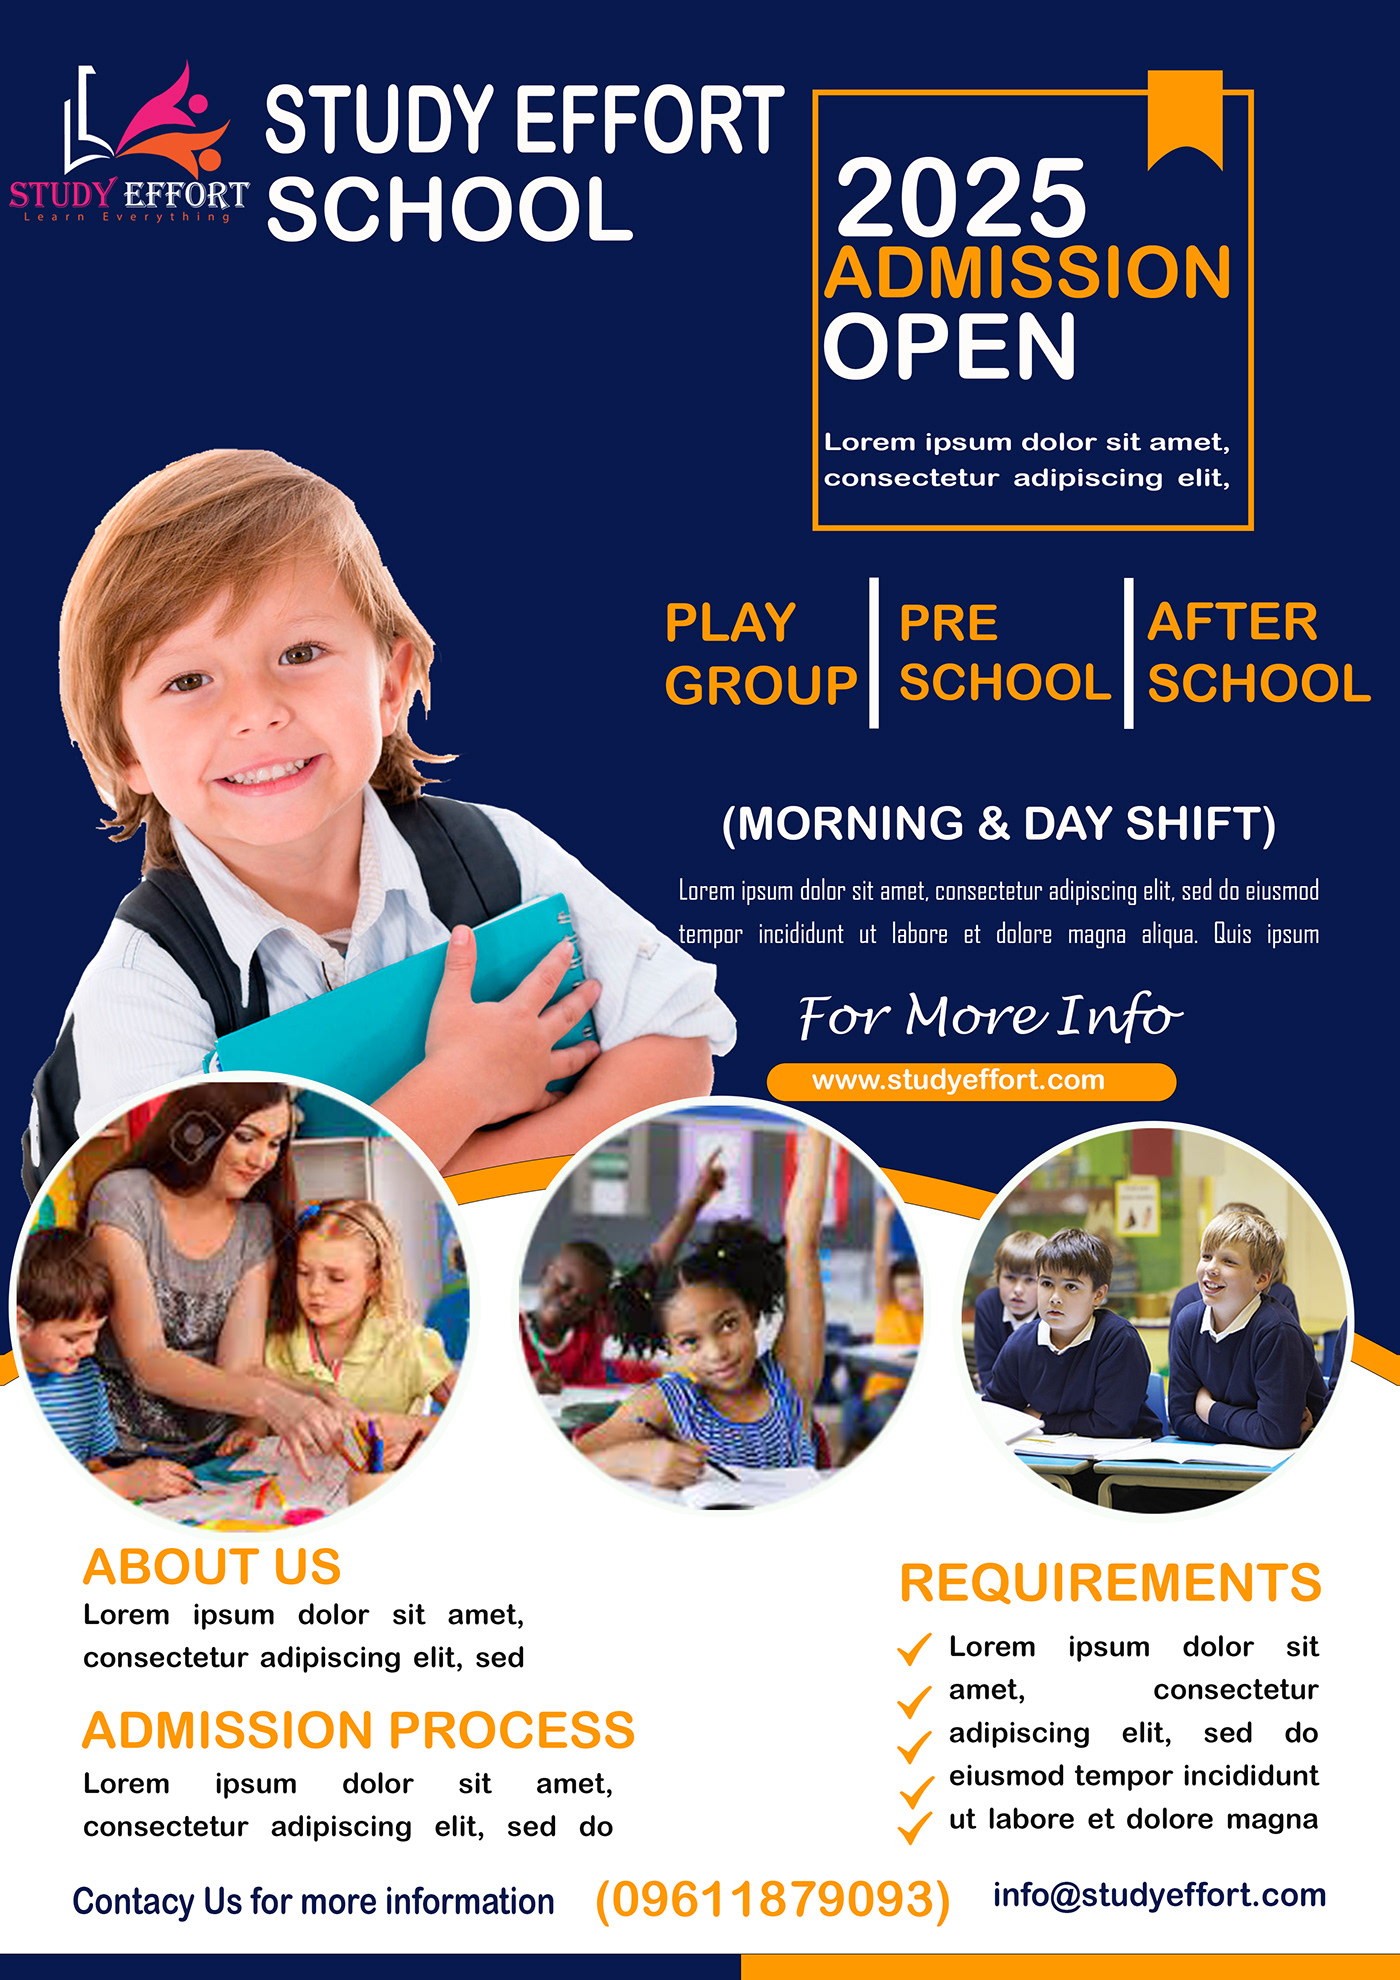 STUDY EFFORT
Learn Everything
STUDY EFFORT
SCHOOL
2025
ADMISSION
OPEN
Lorem ipsum dolor sit amet,
consectetur adipiscing elit,
PLAY
GROUP
PRE
SCHOOL
AFTER
SCHOOL
(MORNING & DAY SHIFT)
Lorem ipsum dolor sit amet, consectetur adipiscing elit, sed do eiusmod
tempor incididunt ut labore et dolore magna aliqua. Quis ipsum
For More Info
www.studyeffort.com
ABOUT US
Lorem ipsum dolor sit amet,
consectetur adipiscing elit, sed
ADMISSION PROCESS
Lorem ipsum dolor sit amet,
consectetur adipiscing elit, sed do
REQUIREMENTS
Lorem ipsum dolor sit
amet, consectetur
adipiscing elit, sed do
eiusmod tempor incididunt
ut labore et dolore magna
Contacy Us for more information
(09611879093)
info@studyeffort.com